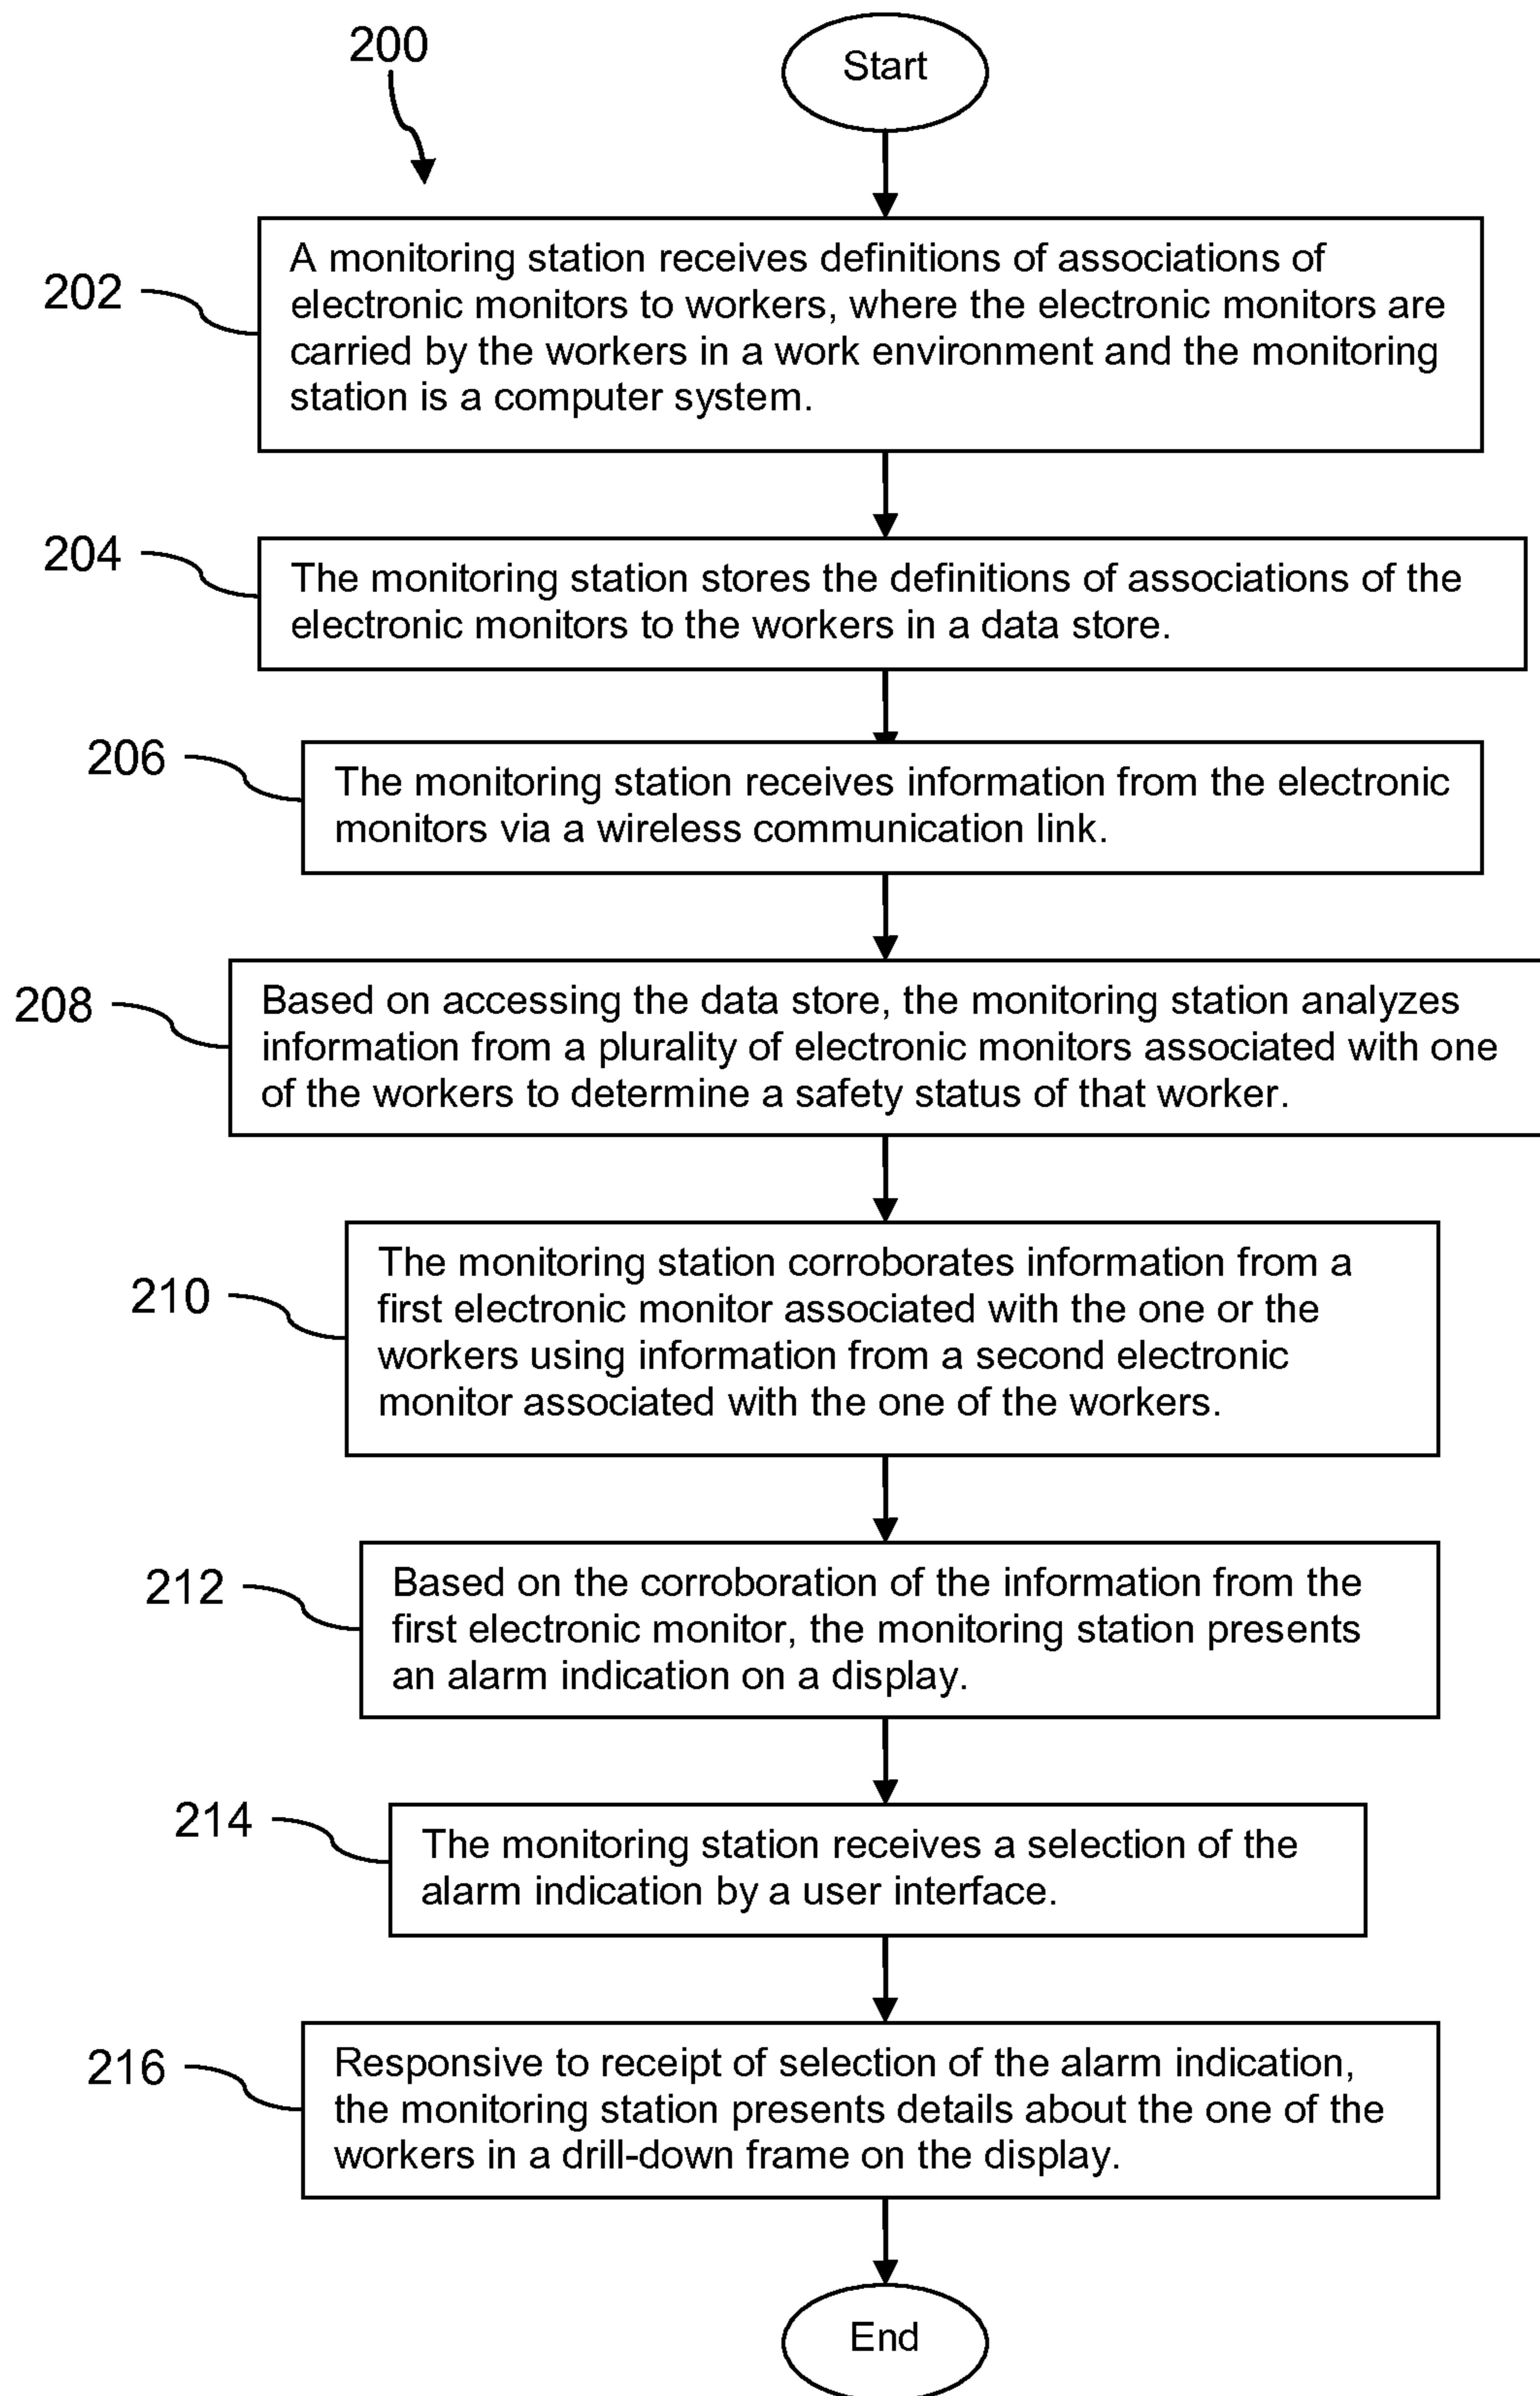 200
Start
202
A monitoring station receives definitions of associations of
electronic monitors to workers, where the electronic monitors are
carried by the workers in a work environment and the monitoring
station is a computer system.
204
The monitoring station stores the definitions of associations of the
electronic monitors to the workers in a data store.
206
The monitoring station receives information from the electronic
monitors via a wireless communication link.
208
Based on accessing the data store, the monitoring station analyzes
information from a plurality of electronic monitors associated with one
of the workers to determine a safety status of that worker.
210
The monitoring station corroborates information from a
first electronic monitor associated with the one or the
workers using information from a second electronic
monitor associated with the one of the workers.
212
Based on the corroboration of the information from the
first electronic monitor, the monitoring station presents
an alarm indication on a display.
214
The monitoring station receives a selection of the
alarm indication by a user interface.
216
Responsive to receipt of selection of the alarm indication,
the monitoring station presents details about the one of the
workers in a drill-down frame on the display.
End